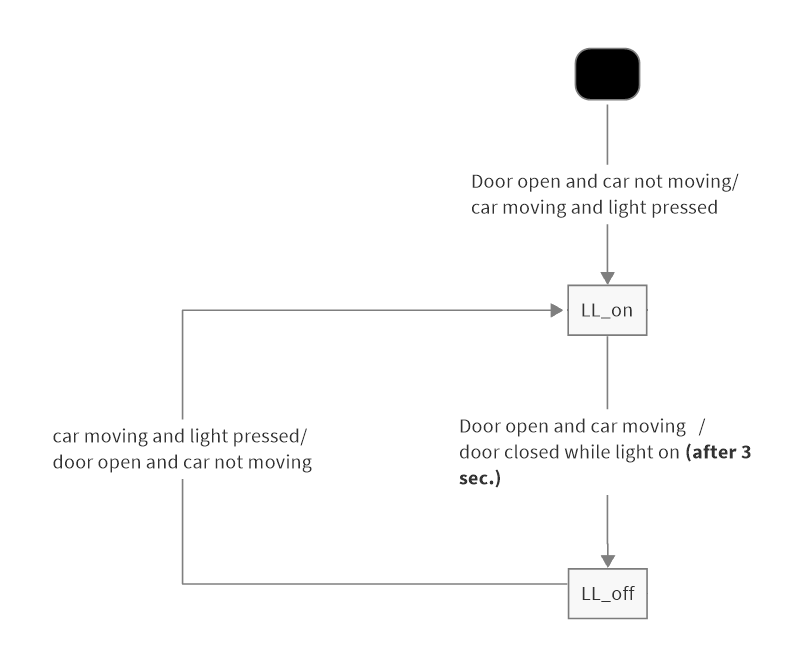 Door open and car not moving/
car moving and light pressed
LL_on
car moving and light pressed/
door open and car not moving
Door open and car moving /
door closed while light on (after 3
sec.)
LL_off